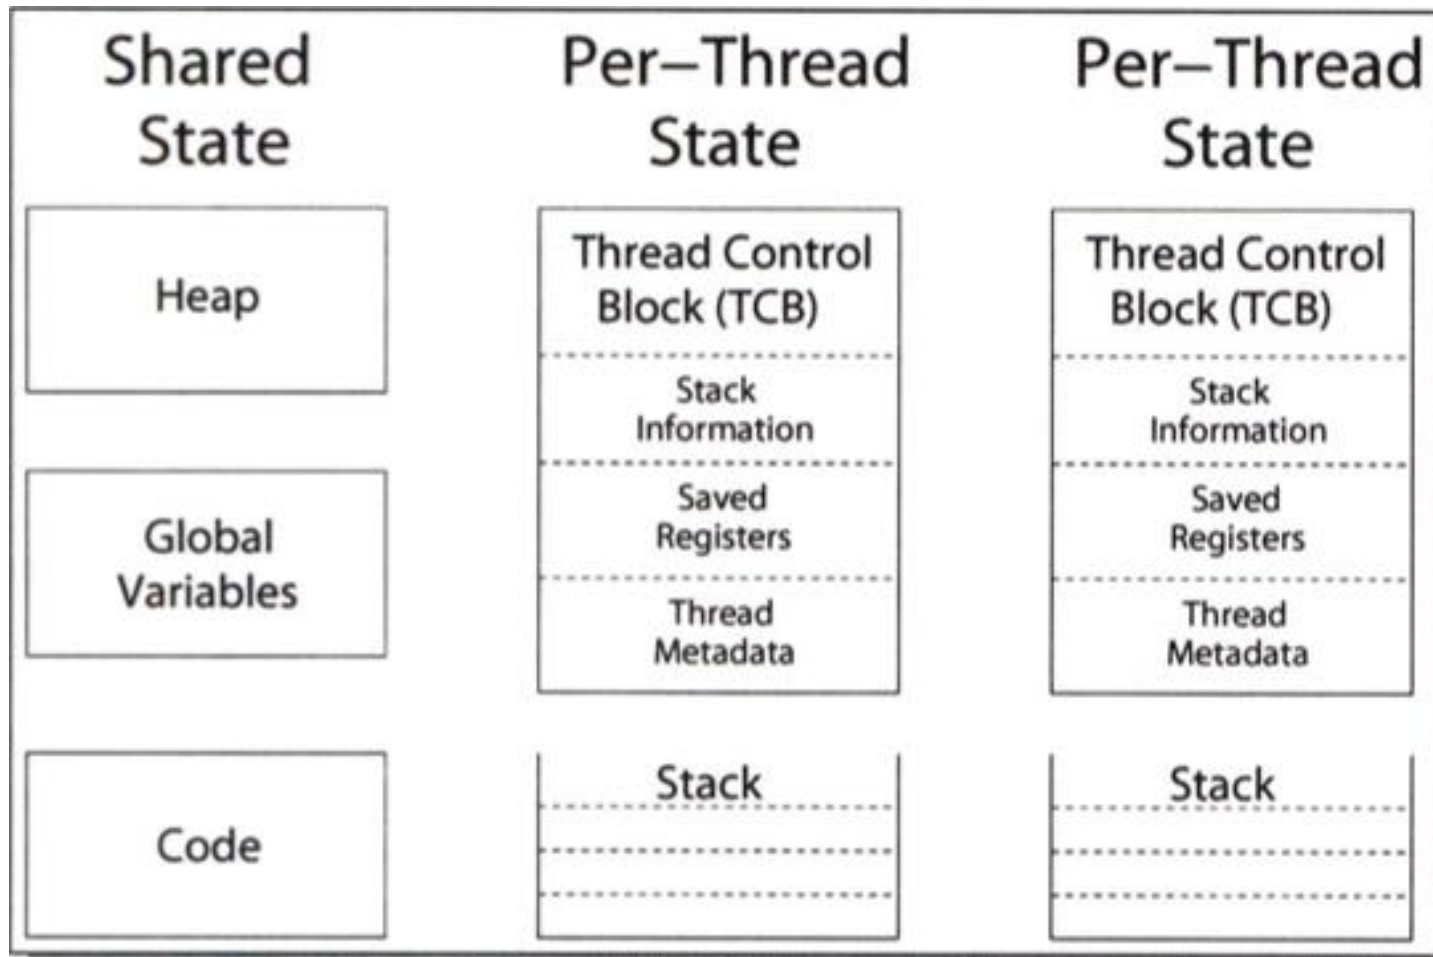 Shared
State
Heap
Global
Variables
Code
Per–Thread
State
Thread Control
Block (TCB)
Stack
Information
Saved
Registers
Thread
Metadata
Stack
Per–Thread
State
Thread Control
Block (TCB)
Stack
Information
Saved
Registers
Thread
Metadata
Stack